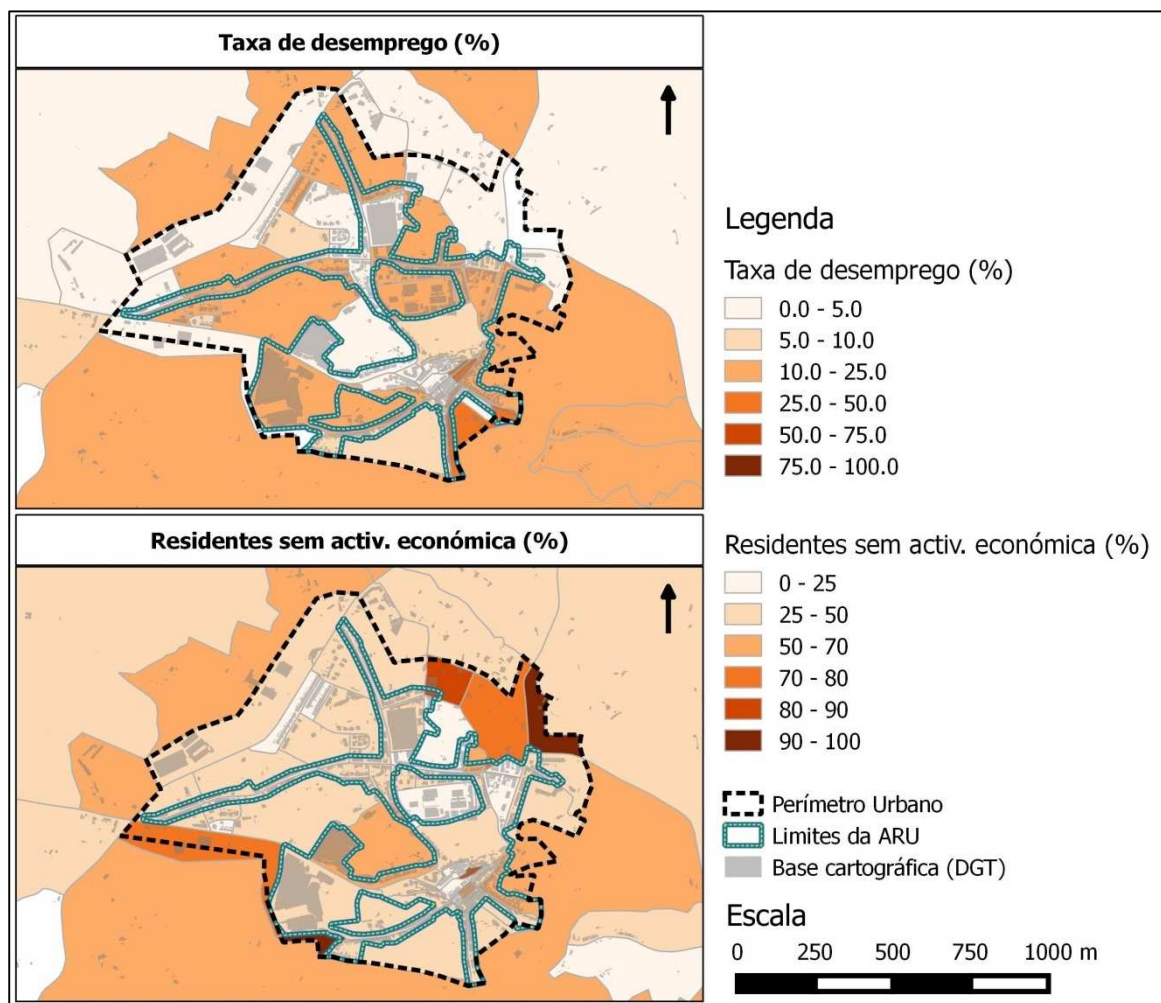 Taxa de desemprego (%)
Legenda
Taxa de desemprego (%)
0.0 - 5.0
5.0 - 10.0
10.0 - 25.0
25.0 - 50.0
50.0 - 75.0
75.0 - 100.0
Residentes sem activ. económica (%)
Residentes sem activ. económica (%)
0 - 25
25 - 50
50 - 70
70 - 80
80 - 90
90 - 100
Perímetro Urbano
Limites da ARU
Base cartográfica (DGT)
Escala
0 250 500 750 1000 m